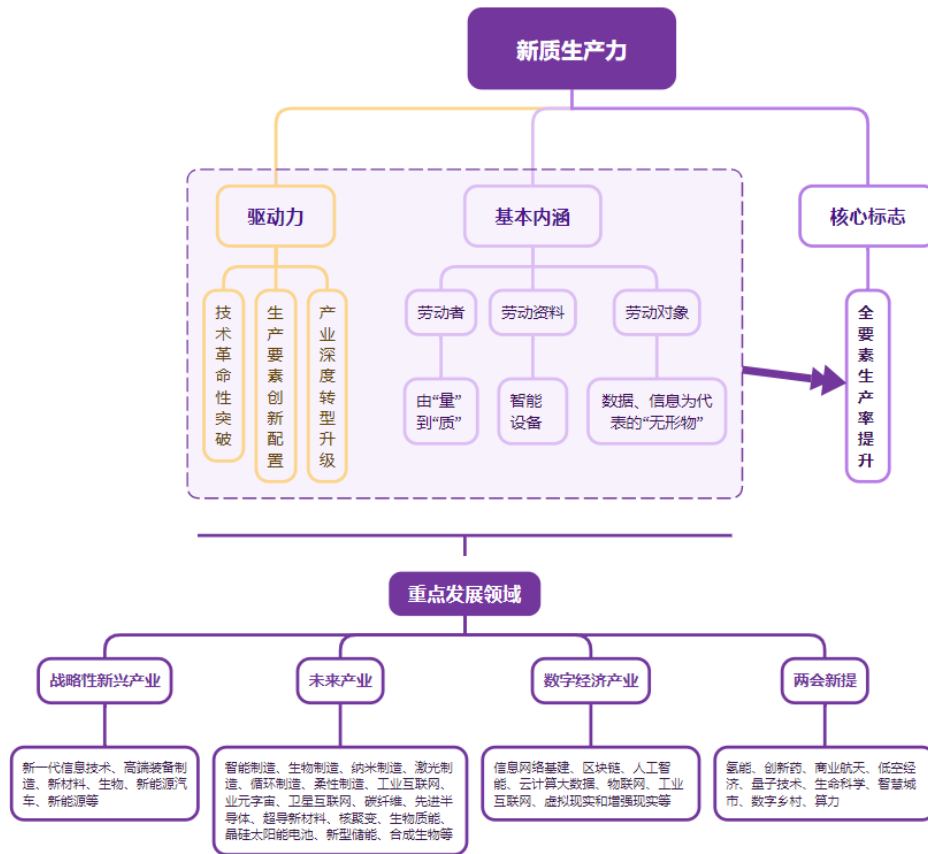 新质生产力
驱动力
基本内涵
核心标志
技术革命性突破
生产要素创新配置
产业深度转型升级
劳动者
劳动资料
劳动对象
由“量”
到“质”
智能
设备
数据、信息为代
表的“无形物”
全要素生产率提升
重点发展领域
战略性新兴产业
未来产业
数字经济产业
两会新提
新一代信息技术、高端装备制
造、新材料、生物、新能源汽
车、新能源等
智能制造、生物制造、纳米制造、激光制
造、循环制造、柔性制造、工业互联网、
业元宇宙、卫星互联网、碳纤维、先进半
导体、超导新材料、核聚变、生物质能、
晶硅太阳能电池、新型储能、合成生物等
信息网络基建、区块链、人工智
能、云计算大数据、物联网、工业
互联网、虚拟现实和增强现实等
氢能、创新药、商业航天、低空经
济、量子技术、生命科学、智慧城
市、数字乡村、算力